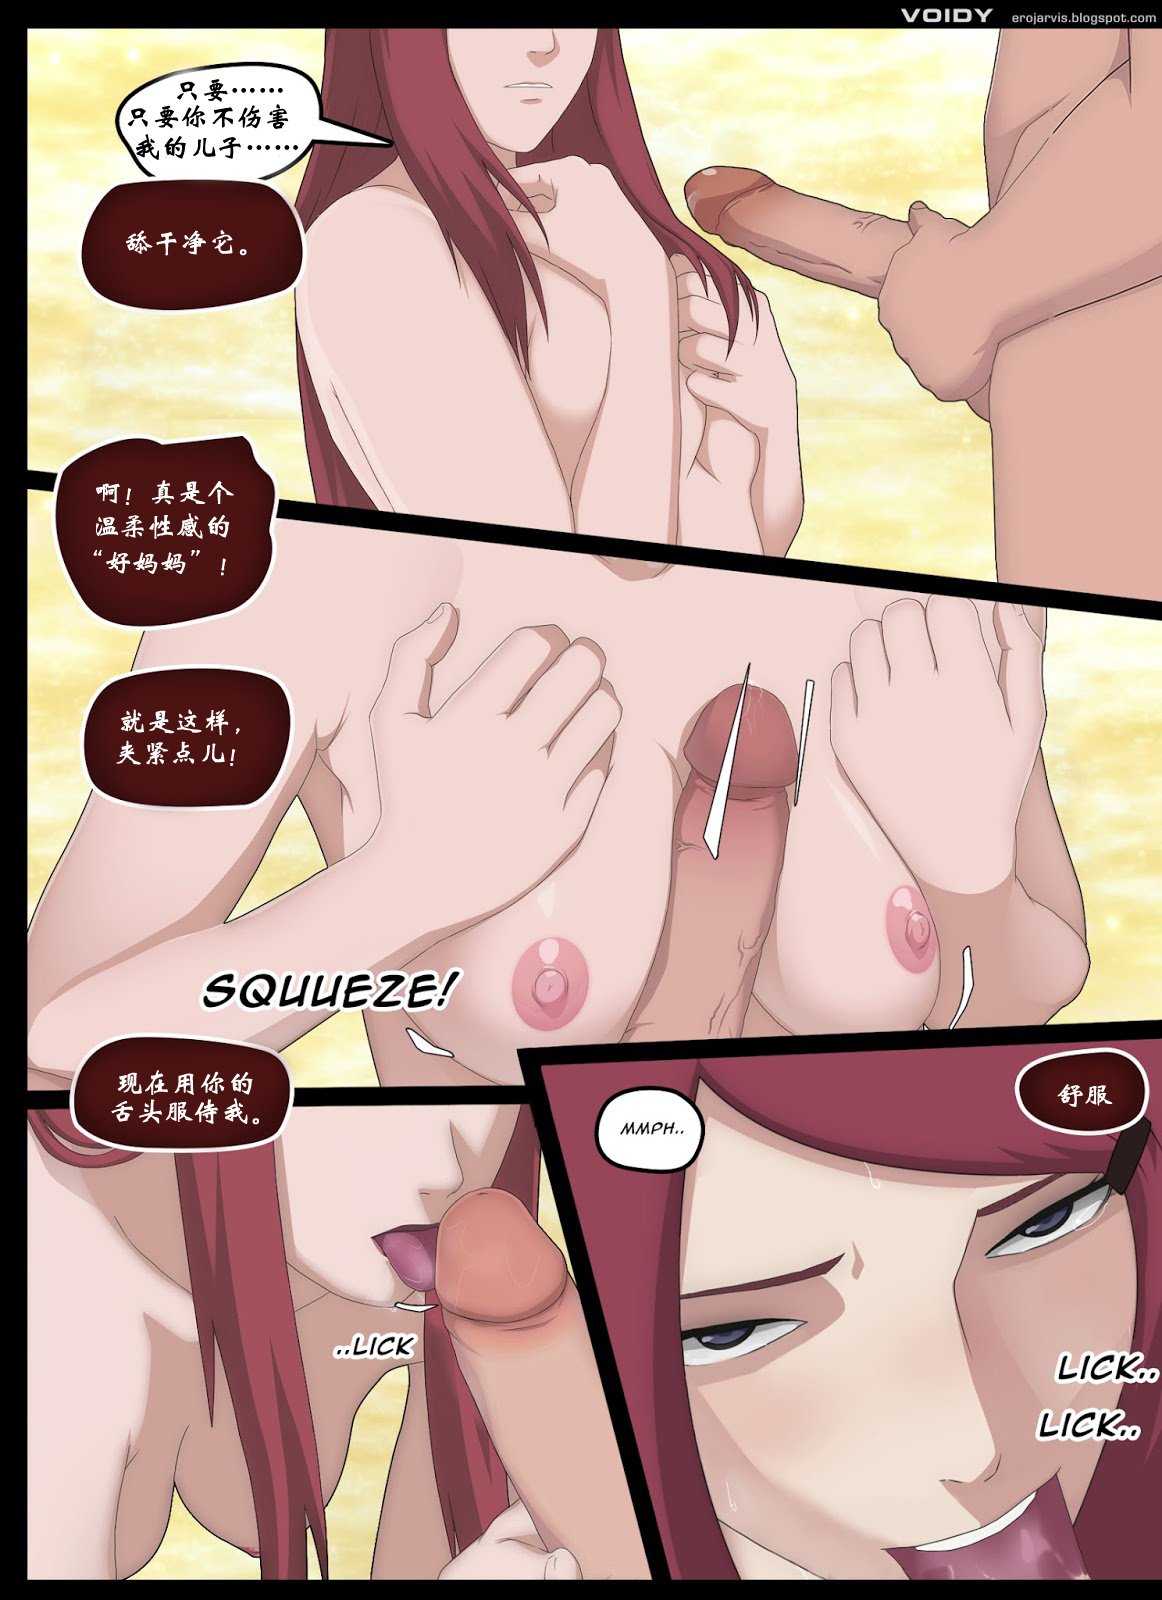 VOIDY erojarvis.blogspot.com
只要……
只要你不伤害
我的儿子……
舔干净它。
啊！真是个
温柔性感的
“好妈妈”！
就是这样，
夹紧点儿！
SQUUEZE!
现在用你的
舌头服侍我。
..LICK
MMPH..
舒服
LICK..
LICK..